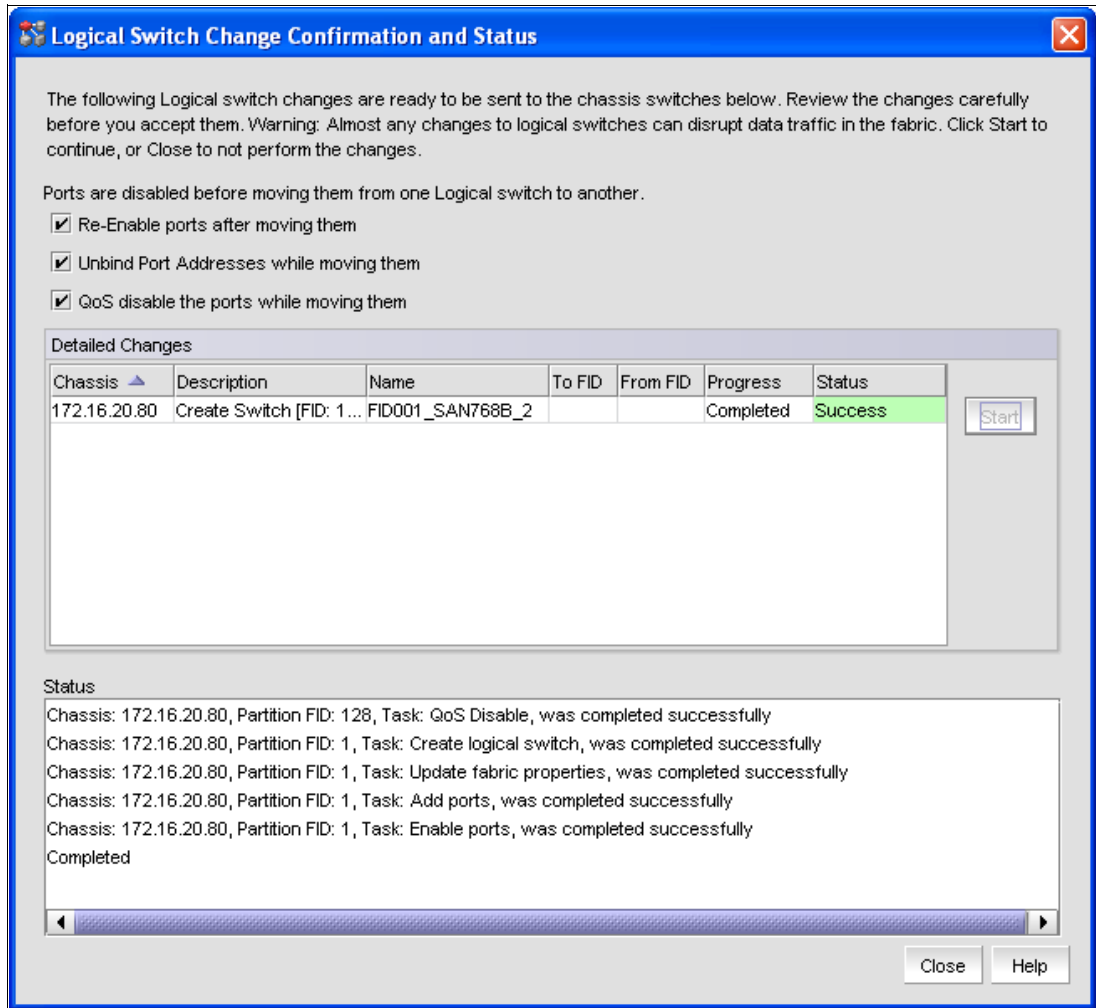 Logical Switch Change Confirmation and Status
The following Logical switch changes are ready to be sent to the chassis switches below. Review the changes carefully
before you accept them. Warning: Almost any changes to logical switches can disrupt data traffic in the fabric. Click Start to
continue, or Close to not perform the changes.
Ports are disabled before moving them from one Logical switch to another.
Re-Enable ports after moving them
Unbind Port Addresses while moving them
QoS disable the ports while moving them
Detailed Changes
Chassis Description Name To FID From FID Progress Status
172.16.20.80 Create Switch [FID: 1... FID001_SAN768B_2 Completed Success
Start
Status
Chassis: 172.16.20.80, Partition FID: 128, Task: QoS Disable, was completed successfully
Chassis: 172.16.20.80, Partition FID: 1, Task: Create logical switch, was completed successfully
Chassis: 172.16.20.80, Partition FID: 1, Task: Update fabric properties, was completed successfully
Chassis: 172.16.20.80, Partition FID: 1, Task: Add ports, was completed successfully
Chassis: 172.16.20.80, Partition FID: 1, Task: Enable ports, was completed successfully
Completed
Close Help